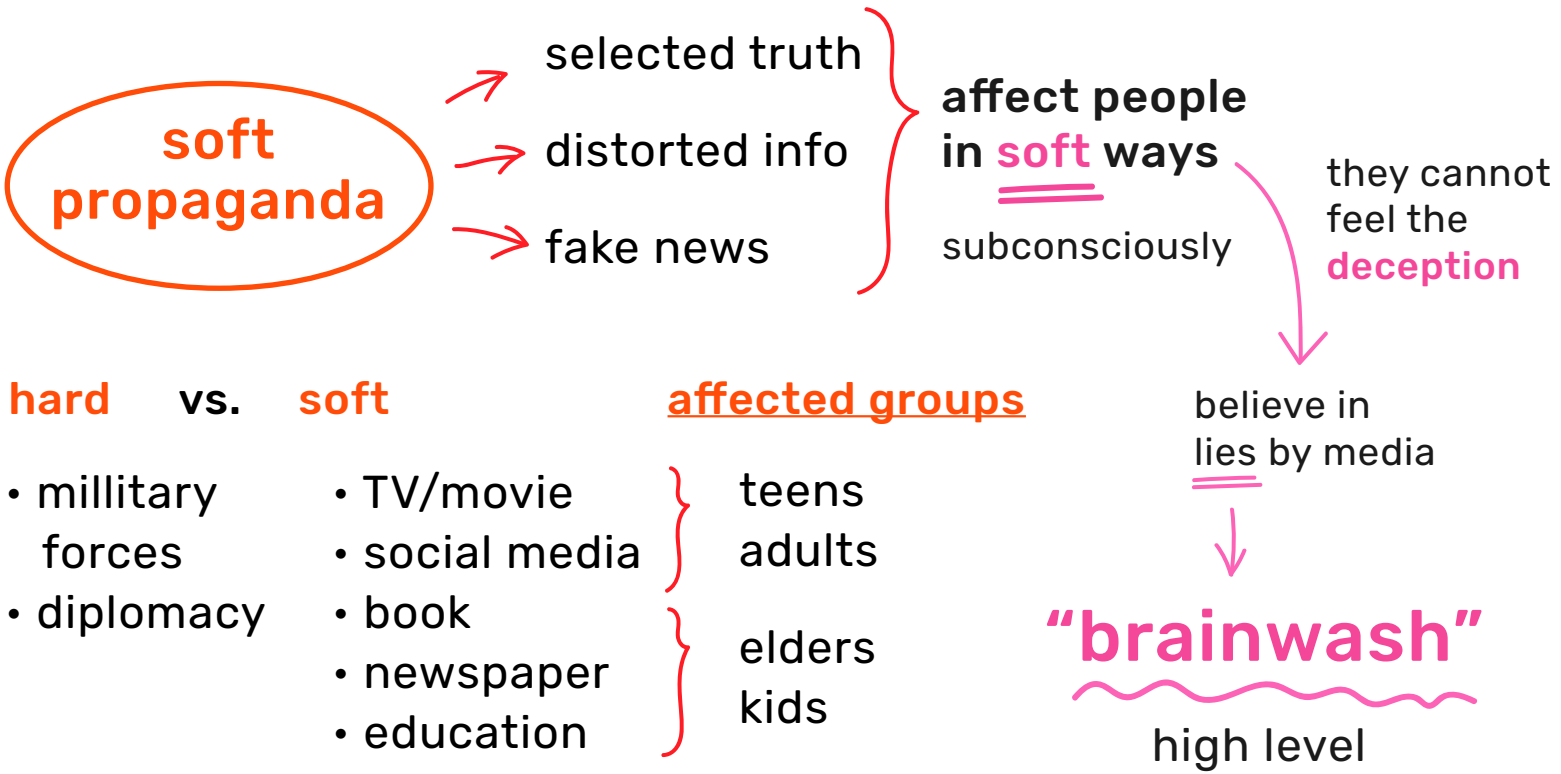 soft
propaganda
selected truth
distorted info
fake news
affect people
in soft ways
subconsciously
they cannot
feel the
deception
believe in
lies by media
“brainwash”
high level
hard vs. soft
• millitary
forces
• diplomacy
• TV/movie
• social media
• book
• newspaper
• education
affected groups
teens
adults
elders
kids